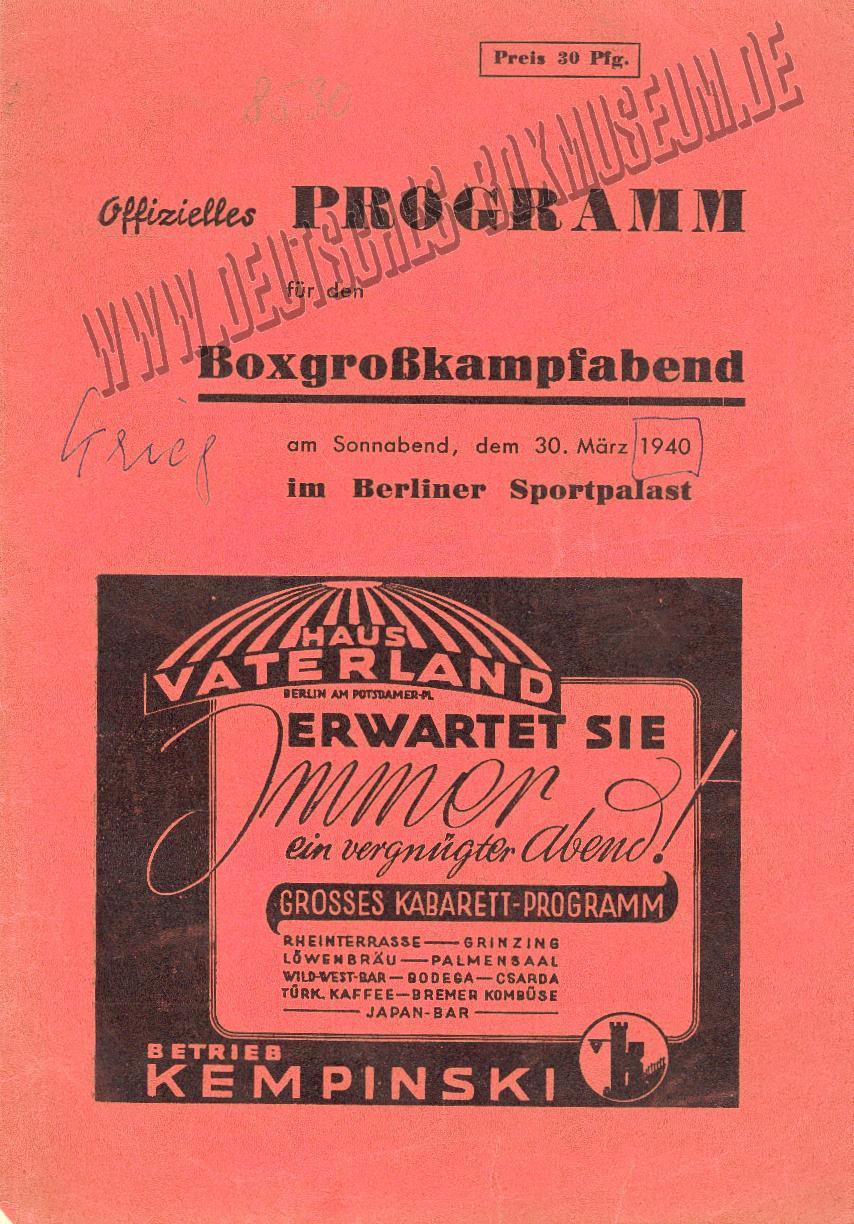 Preis 30 Pfg.
8590
WWW.DEUTSCHES-BOXMUSEUM.DE
Offizielles PROGRAMM
für den
Boxgroßkampfabend
Krieg
am Sonnabend, dem 30. März 1940
im Berliner Sportpalast
HAUS
VATERLAND
BERLIN AM POTSDAMER-PL.
ERWARTET SIE
Immer
ein vergnügter Abend!
GROSSES KABARETT-PROGRAMM
RHEINTERRASSE — GRINZING
LÖWENBRÄU — PALMENSAAL
WILD-WEST-BAR — BODEGA — CSARDA
TÜRK. KAFFEE — BREMER KOMBÜSE
JAPAN-BAR
BETRIEB
KEMPINSKI